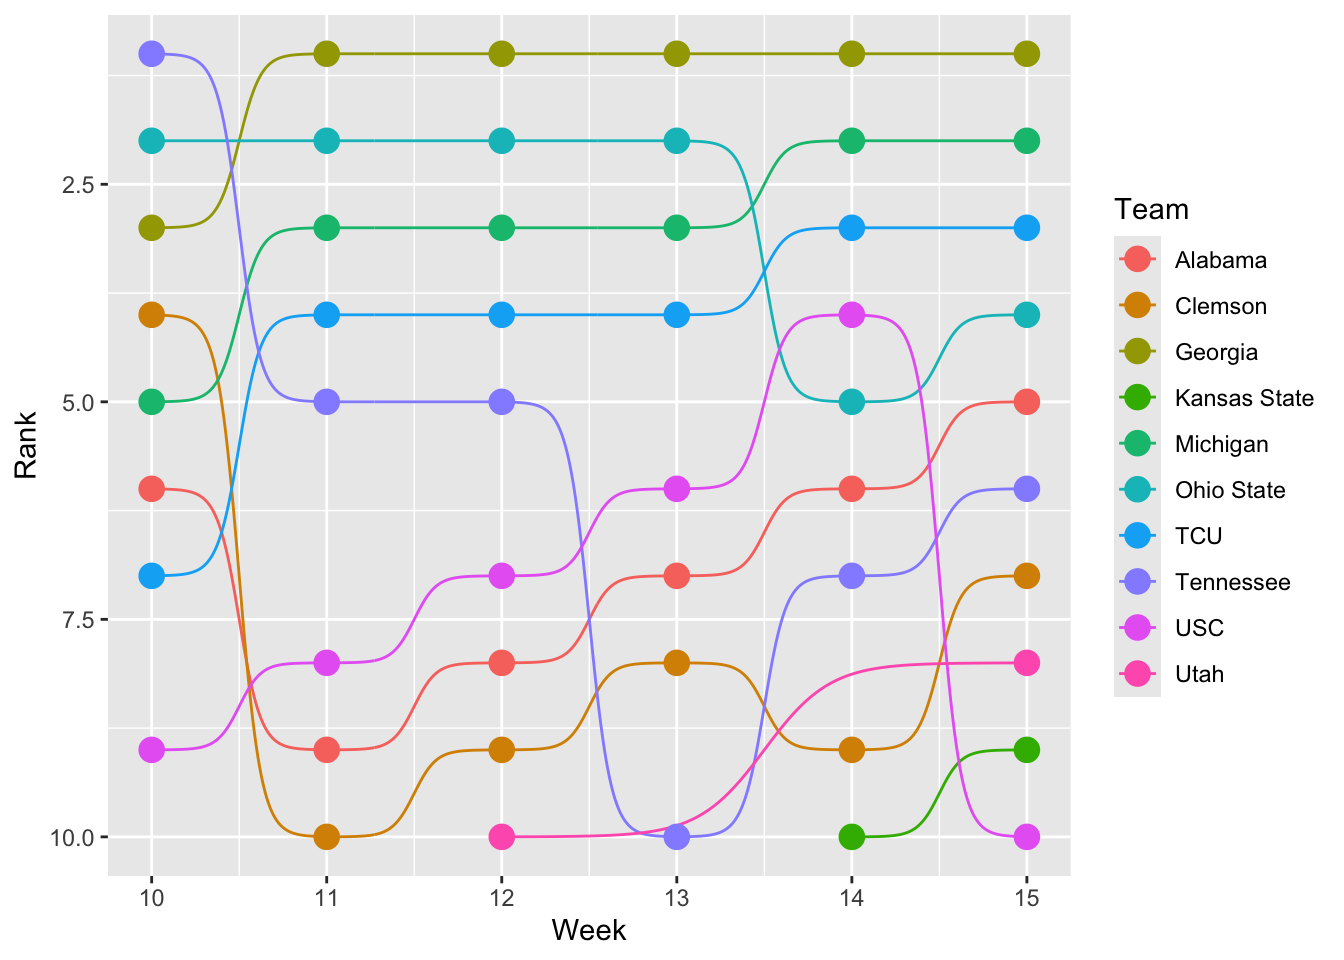 2.5
5.0
7.5
10.0
Rank
10 11 12 13 14 15
Week
Team
Alabama
Clemson
Georgia
Kansas State
Michigan
Ohio State
TCU
Tennessee
USC
Utah